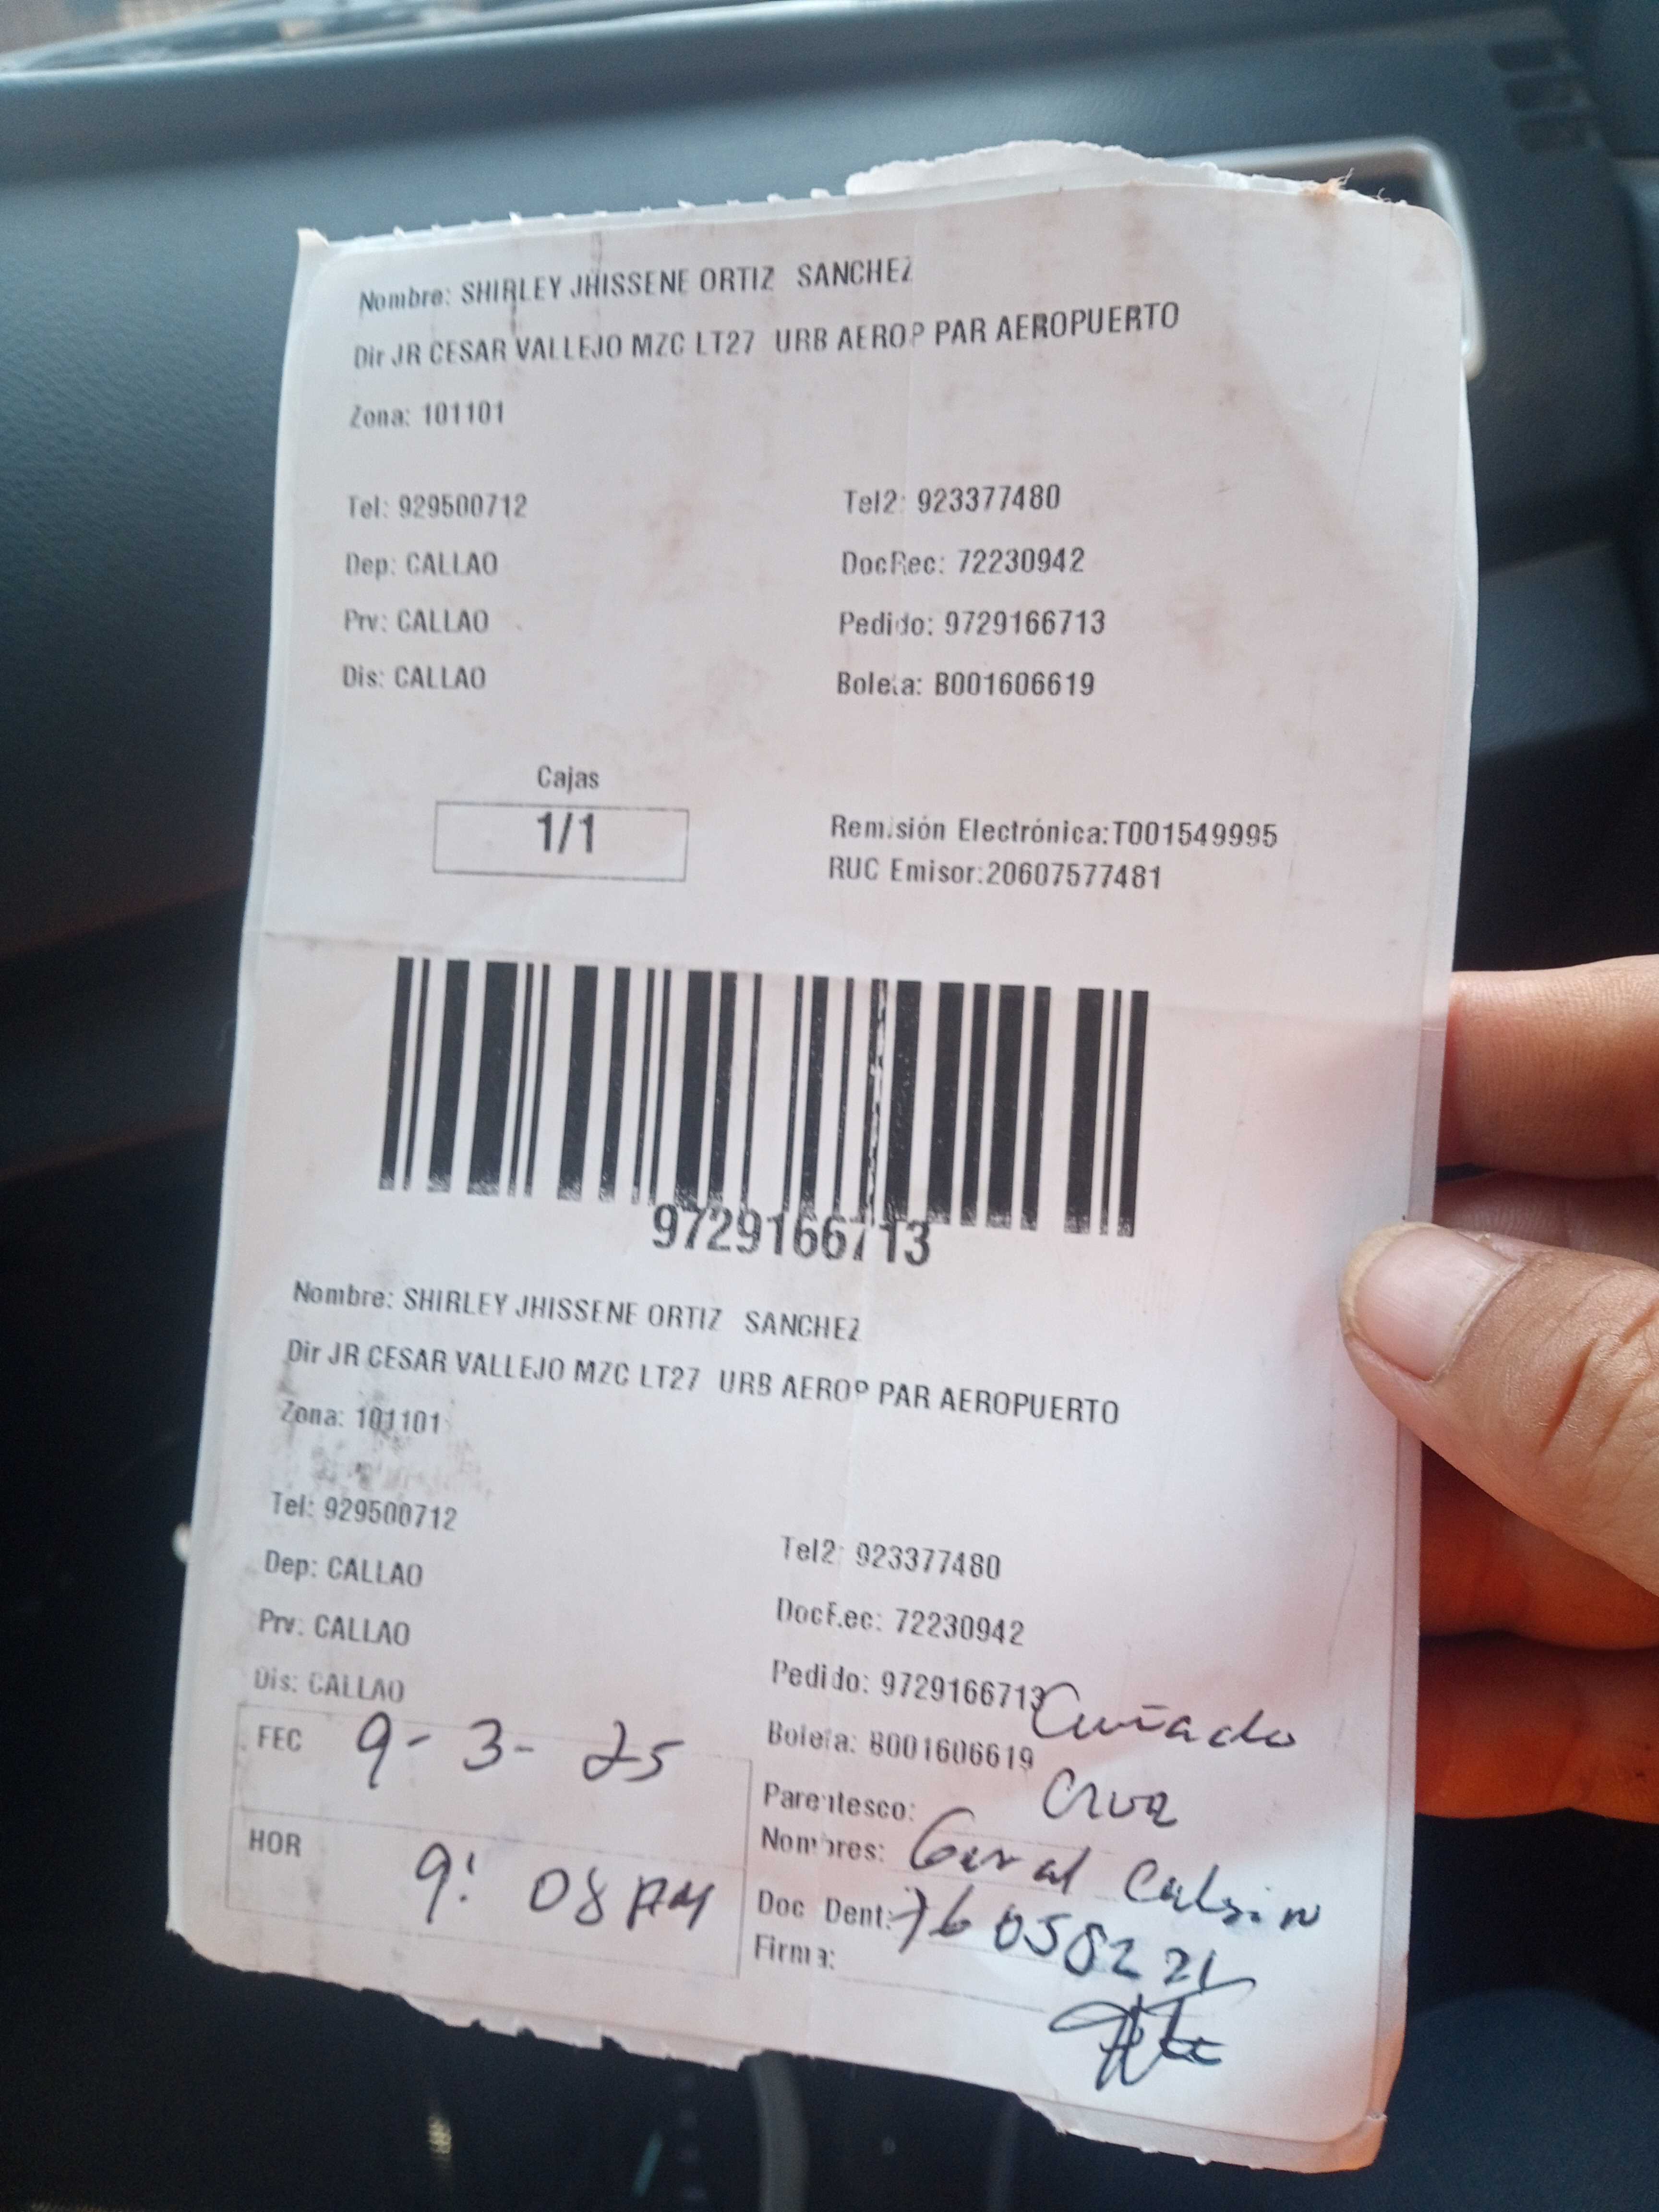 Nombre: SHIRLEY JHISSENE ORTIZ SANCHEZ
Dir JR CESAR VALLEJO MZC LT27 URB AEROP PAR AEROPUERTO
Zona: 101101
Tel: 929500712 Tel2: 923377480
Dep: CALLAO DocRec: 72230942
Prv: CALLAO Pedido: 9729166713
Dis: CALLAO Boleta: B001606619
Cajas
1/1
Remisión Electrónica:T001549995
RUC Emisor:20607577481
9729166713
Nombre: SHIRLEY JHISSENE ORTIZ SANCHEZ
Dir JR CESAR VALLEJO MZC LT27 URB AEROP PAR AEROPUERTO
Zona: 101101
Tel: 929500712 Tel2: 923377480
Dep: CALLAO DocRec: 72230942
Prv: CALLAO Pedido: 9729166713
Dis: CALLAO Boleta: B001606619
Cuñado
FEC 9-3-25
Parentesco: Cruz
Nombres:
HOR 9:08 AM
Doc Dent:
Firma: